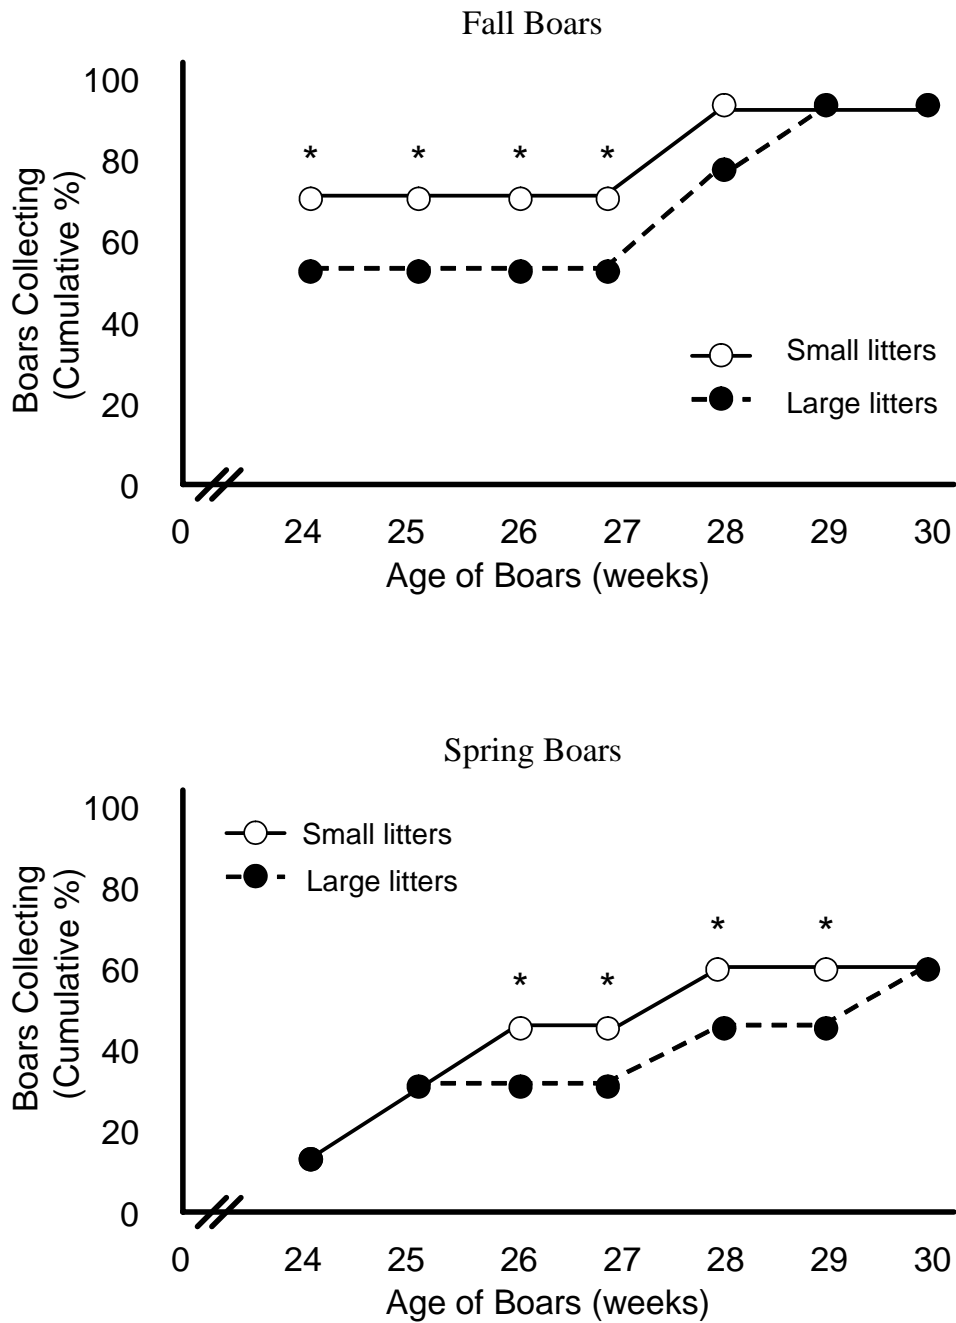 Fall Boars
100
80
60
40
20
0
Boars Collecting
(Cumulative %)
* * * *
Small litters
Large litters
0 24 25 26 27 28 29 30
Age of Boars (weeks)
Spring Boars
100
80
60
40
20
0
Boars Collecting
(Cumulative %)
Small litters
Large litters
* *
* *
0 24 25 26 27 28 29 30
Age of Boars (weeks)